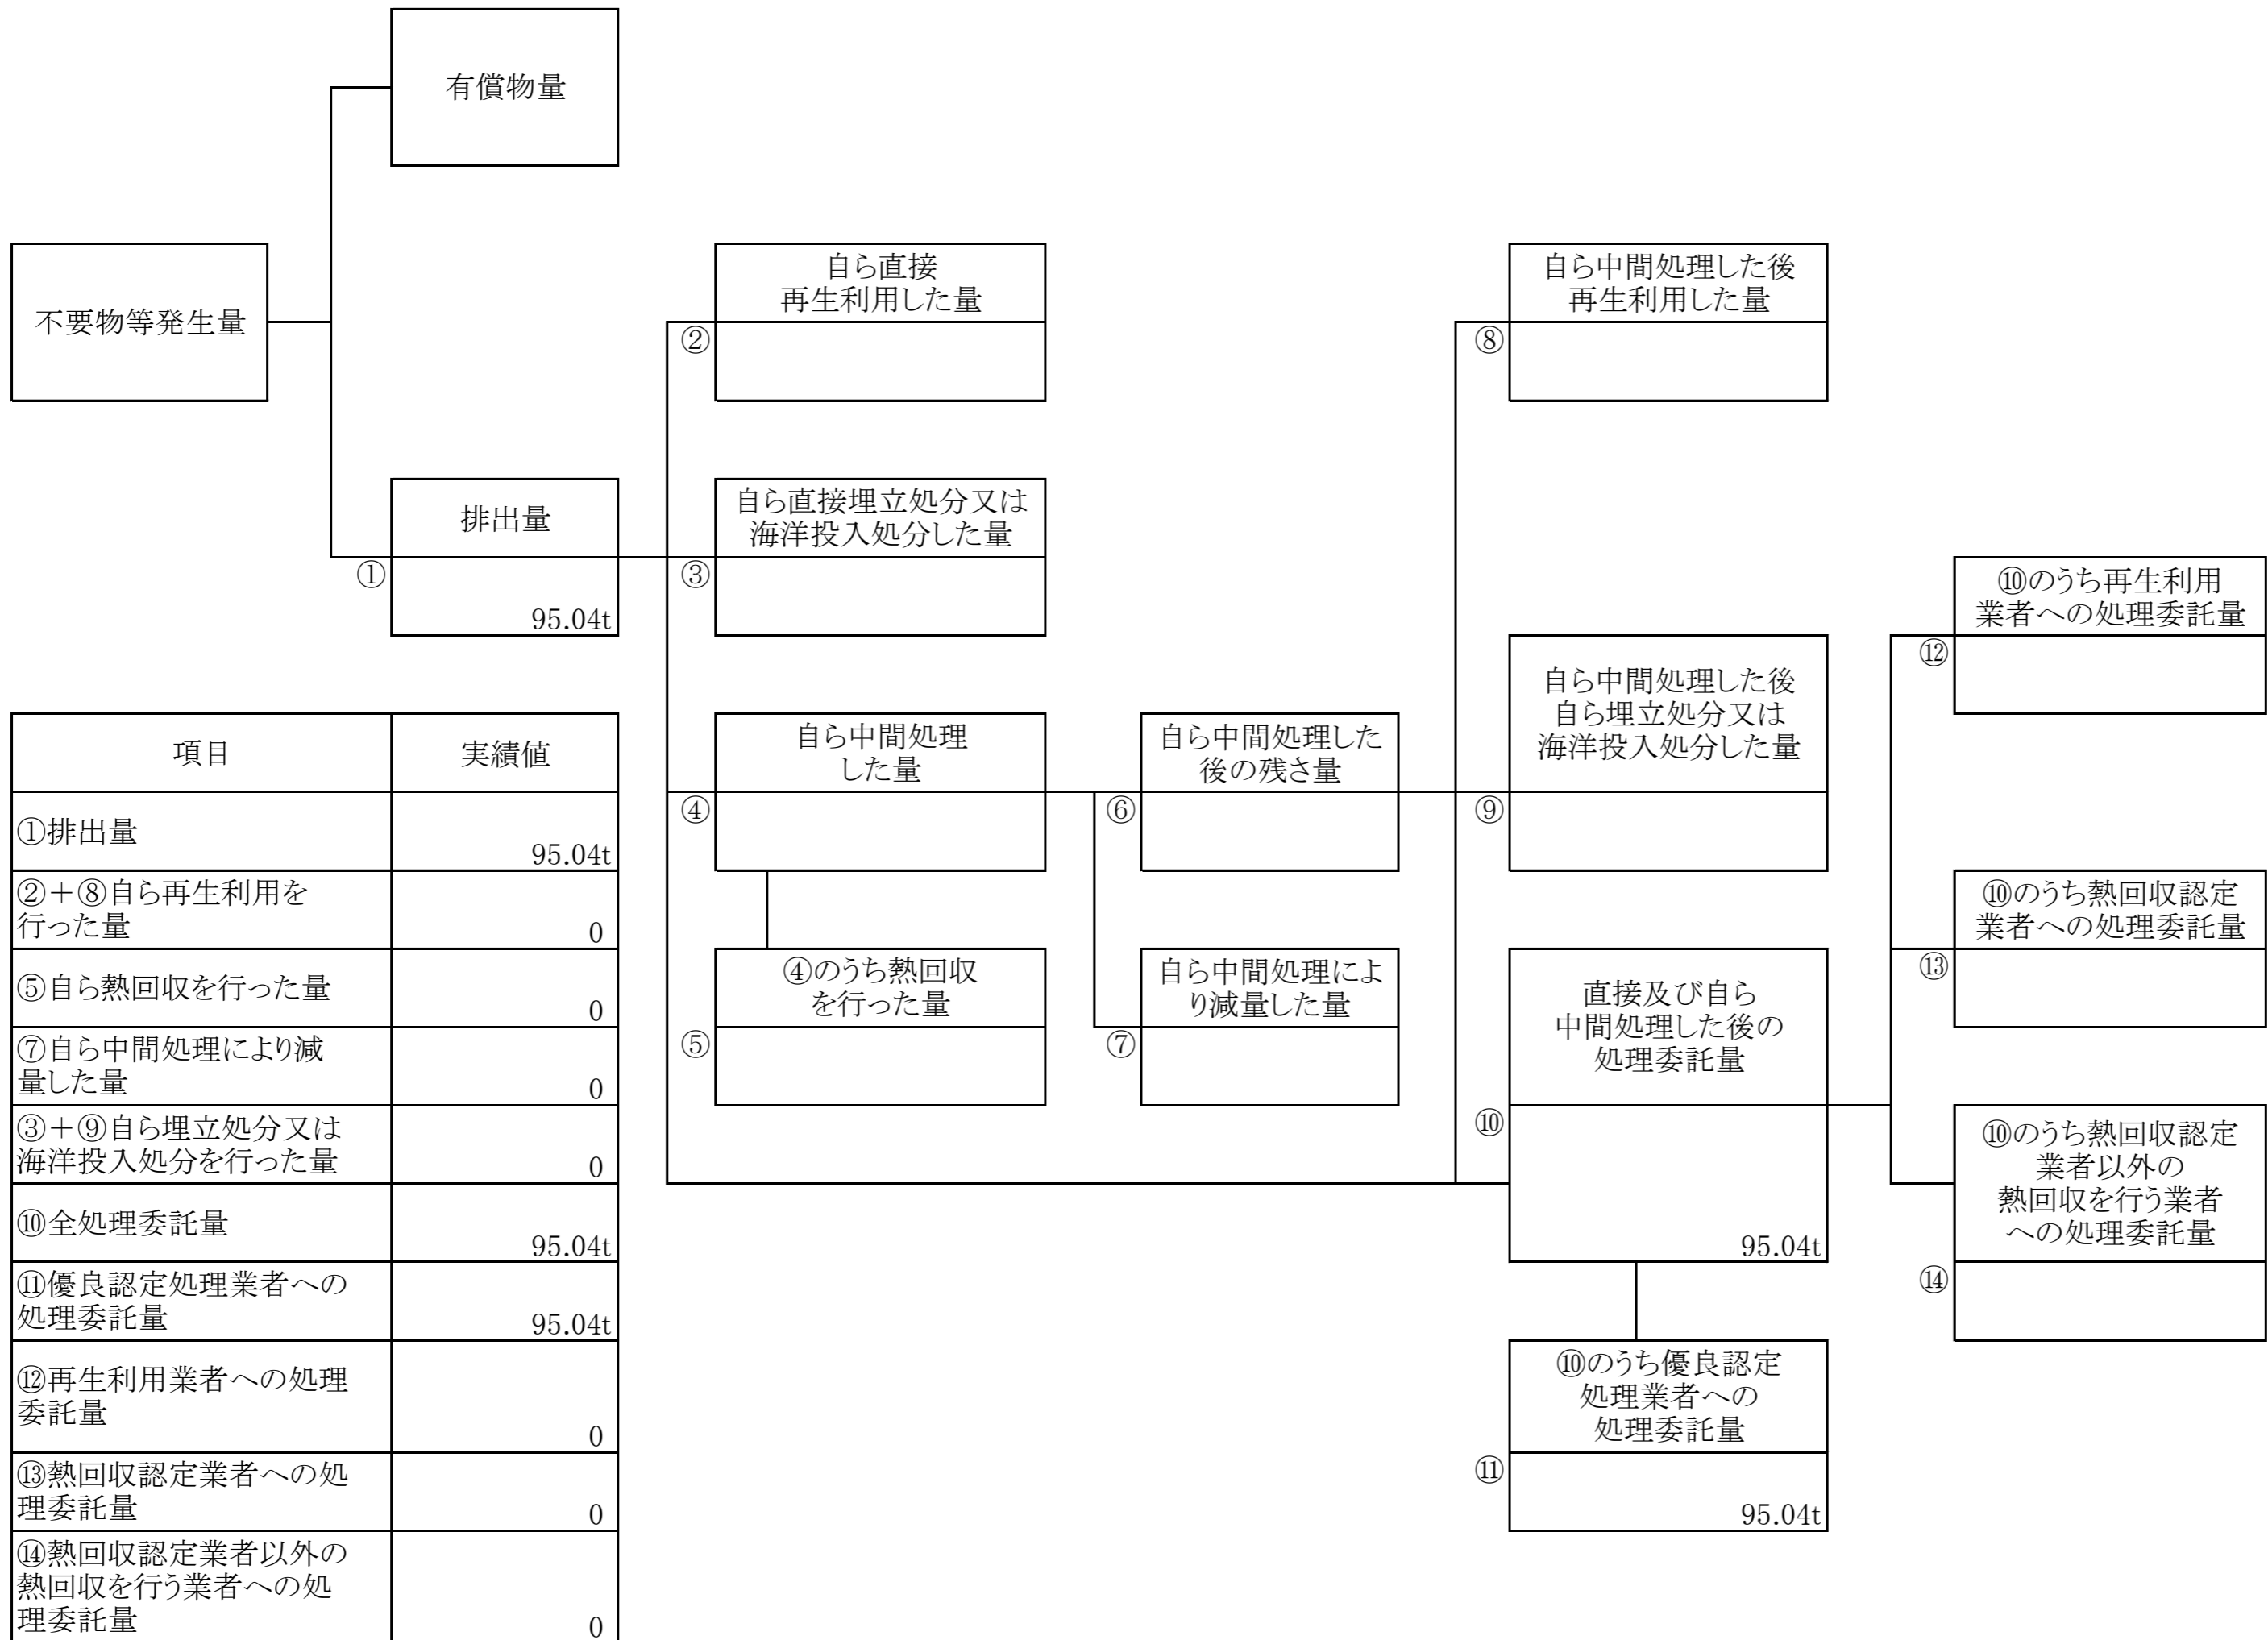 有償物量
不要物等発生量
自ら直接
再生利用した量
②
自ら中間処理した後
再生利用した量
⑧
排出量
①
95.04t
自ら直接埋立処分又は
海洋投入処分した量
③
⑩のうち再生利用
業者への処理委託量
⑫
自ら中間処理
した量
④
自ら中間処理した
後の残さ量
⑥
自ら中間処理した後
自ら埋立処分又は
海洋投入処分した量
⑨
⑩のうち熱回収認定
業者への処理委託量
⑬
④のうち熱回収
を行った量
⑤
自ら中間処理によ
り減量した量
⑦
直接及び自ら
中間処理した後の
処理委託量
⑩
95.04t
⑩のうち熱回収認定
業者以外の
熱回収を行う業者
への処理委託量
⑭
⑩のうち優良認定
処理業者への
処理委託量
⑪
95.04t
項目
実績値
①排出量
95.04t
②+⑧自ら再生利用を
行った量
0
⑤自ら熱回収を行った量
0
⑦自ら中間処理により減
量した量
0
③+⑨自ら埋立処分又は
海洋投入処分を行った量
0
⑩全処理委託量
95.04t
⑪優良認定処理業者への
処理委託量
95.04t
⑫再生利用業者への処理
委託量
0
⑬熱回収認定業者への処
理委託量
0
⑭熱回収認定業者以外の
熱回収を行う業者への処
理委託量
0